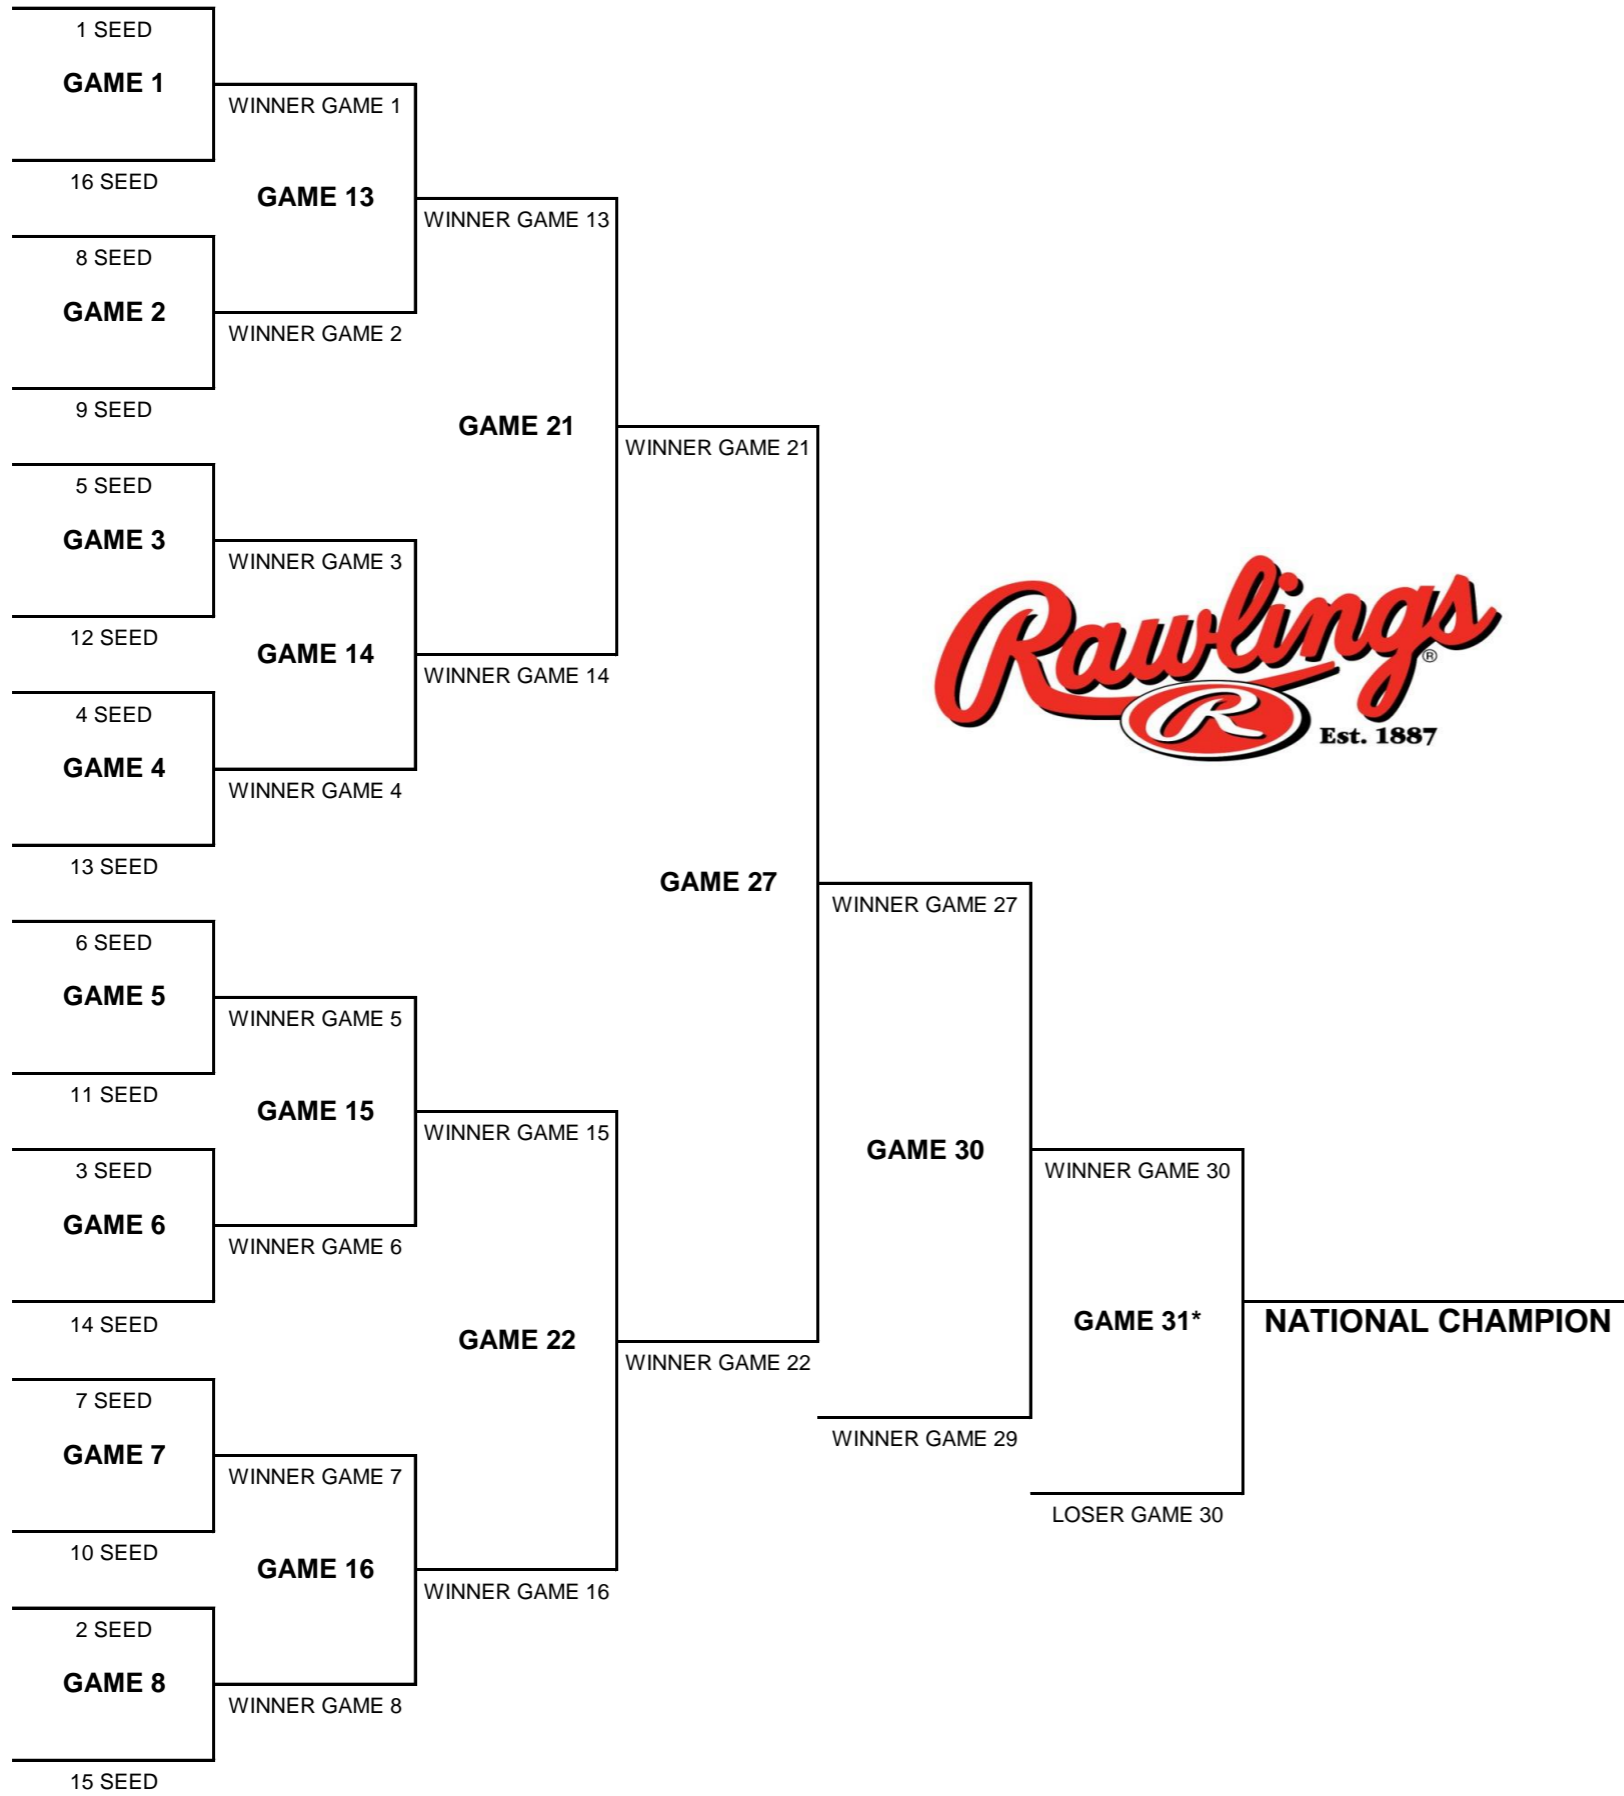 1 SEED
GAME 1
WINNER GAME 1
16 SEED
GAME 13
WINNER GAME 13
8 SEED
GAME 2
WINNER GAME 2
9 SEED
GAME 21
WINNER GAME 21
5 SEED
GAME 3
WINNER GAME 3
12 SEED
GAME 14
WINNER GAME 14
4 SEED
GAME 4
WINNER GAME 4
13 SEED
Rawlings
®
R
Est. 1887
GAME 27
WINNER GAME 27
6 SEED
GAME 5
WINNER GAME 5
11 SEED
GAME 15
WINNER GAME 15
3 SEED
GAME 6
WINNER GAME 6
14 SEED
GAME 22
WINNER GAME 22
7 SEED
GAME 7
WINNER GAME 7
10 SEED
GAME 16
WINNER GAME 16
2 SEED
GAME 8
WINNER GAME 8
15 SEED
GAME 30
WINNER GAME 30
WINNER GAME 29
GAME 31*
NATIONAL CHAMPION
LOSER GAME 30